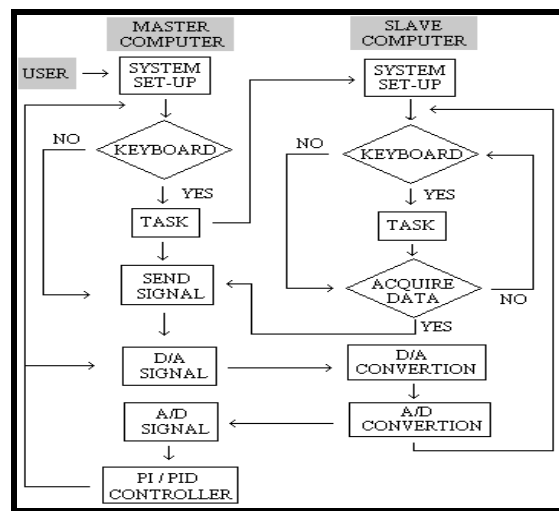 MASTER
COMPUTER
SLAVE
COMPUTER
USER
SYSTEM
SET-UP
SYSTEM
SET-UP
NO
KEYBOARD
NO
KEYBOARD
YES
YES
TASK
TASK
SEND
SIGNAL
ACQUIRE
DATA
NO
YES
D/A
SIGNAL
D/A
CONVERTION
A/D
SIGNAL
A/D
CONVERTION
PI / PID
CONTROLLER